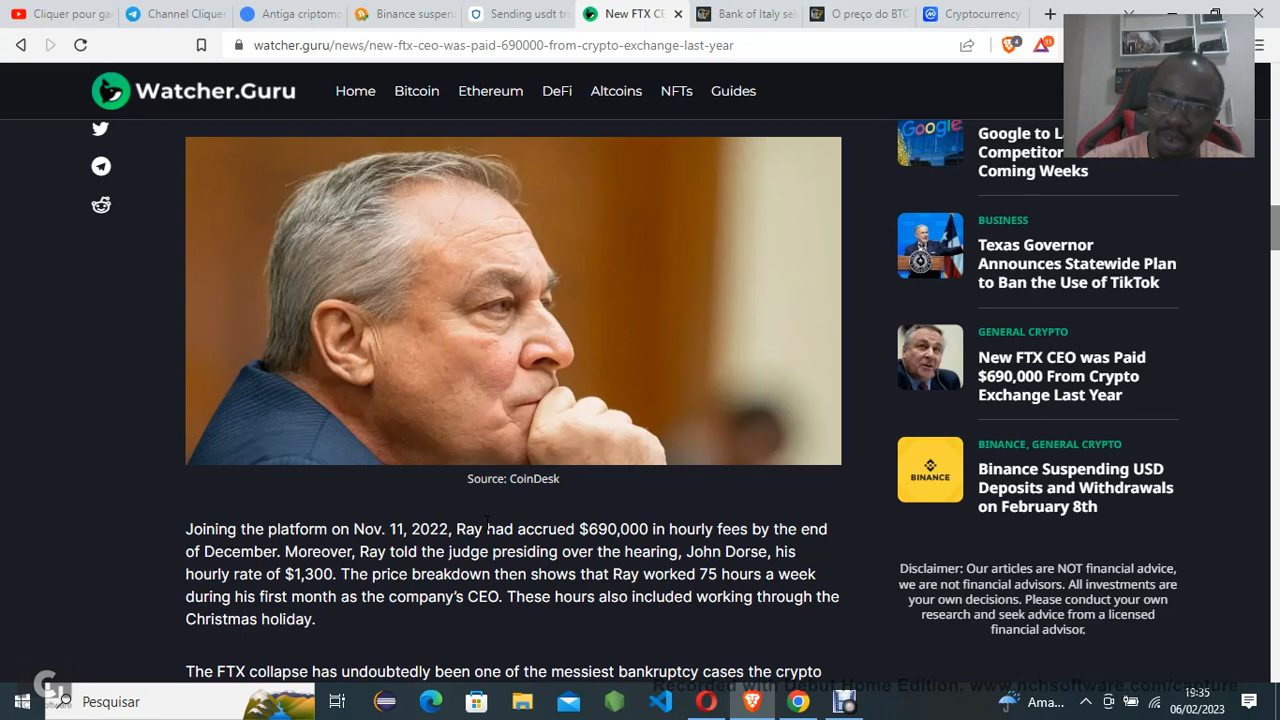 Cliquer para gan
Channel Clique
Antiga criptomo
Binance suspen
Sending usdt tr
New FTX CE
Bank of Italy sel
O preço do BTC
Cryptocurrency
watcher.guru/news/new-ftx-ceo-was-paid-690000-from-crypto-exchange-last-year
4
Watcher.Guru
Home
Bitcoin
Ethereum
DeFi
Altcoins
NFTs
Guides
Google
Google to La
Competitor
Coming Weeks
BUSINESS
Texas Governor
Announces Statewide Plan
to Ban the Use of TikTok
GENERAL CRYPTO
New FTX CEO was Paid
$690,000 From Crypto
Exchange Last Year
BINANCE
BINANCE, GENERAL CRYPTO
Binance Suspending USD
Deposits and Withdrawals
on February 8th
Source: CoinDesk
Joining the platform on Nov. 11, 2022, Ray had accrued $690,000 in hourly fees by the end
of December. Moreover, Ray told the judge presiding over the hearing, John Dorse, his
hourly rate of $1,300. The price breakdown then shows that Ray worked 75 hours a week
during his first month as the company's CEO. These hours also included working through the
Christmas holiday.
The FTX collapse has undoubtedly been one of the messiest bankruptcy cases the crypto
Disclaimer: Our articles are NOT financial advice,
we are not financial advisors. All investments are
your own decisions. Please conduct your own
research and seek advice from a licensed
financial advisor.
Recorded with Debut Home Edition. www.nchsoftware.com/capture
Pesquisar
Ama...
19:35
06/02/2023